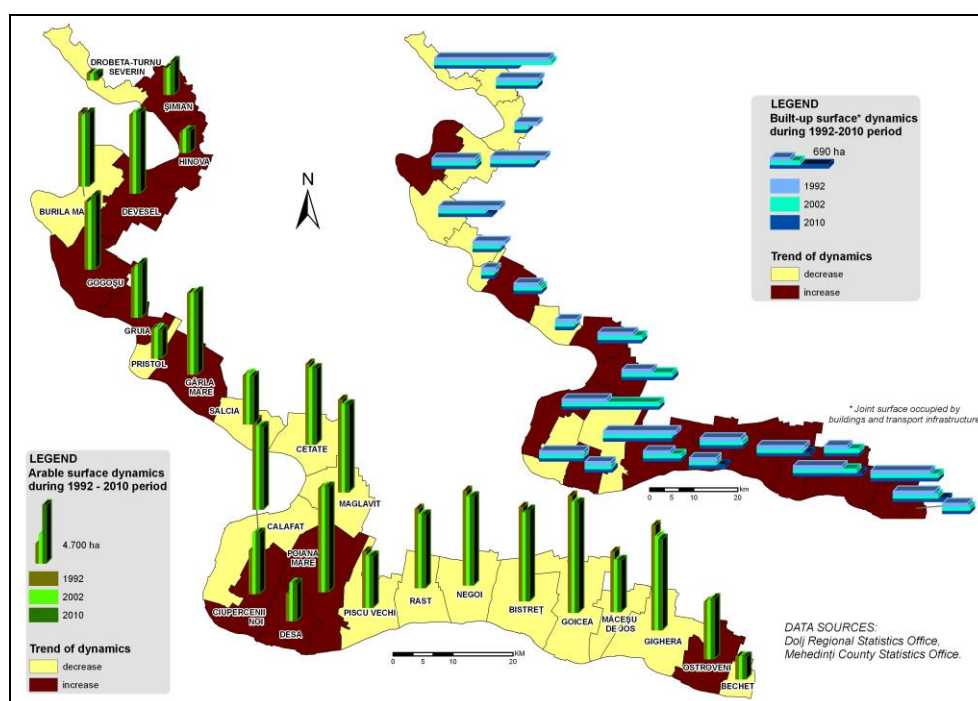 DROBETA-TURNU
SEVERIN
ŞIMIAN
HINOVA
BURILA MA
DEVESEL
GOGOŞU
GRUIA
PRISTOL
GÂRLA
MARE
SALCIA
CETATE
MAGLAVIT
CALAFAT
POIANA
MARE
CIUPERCENII
NOI
DESA
PISCU VECHI
RAST
NEGOI
BISTREŢ
GOICEA
MĂCEŞU
DE JOS
GIGHERA
OSTROVENI
BECHET
N
LEGEND
Built-up surface* dynamics
during 1992-2010 period
690 ha
1992
2002
2010
Trend of dynamics
decrease
increase
* Joint surface occupied by
buildings and transport infrastructure
0 5 10 20 km
LEGEND
Arable surface dynamics
during 1992 - 2010 period
4.700 ha
1992
2002
2010
Trend of dynamics
decrease
increase
0 5 10 20 KM
DATA SOURCES:
Dolj Regional Statistics Office,
Mehedinți County Statistics Office.